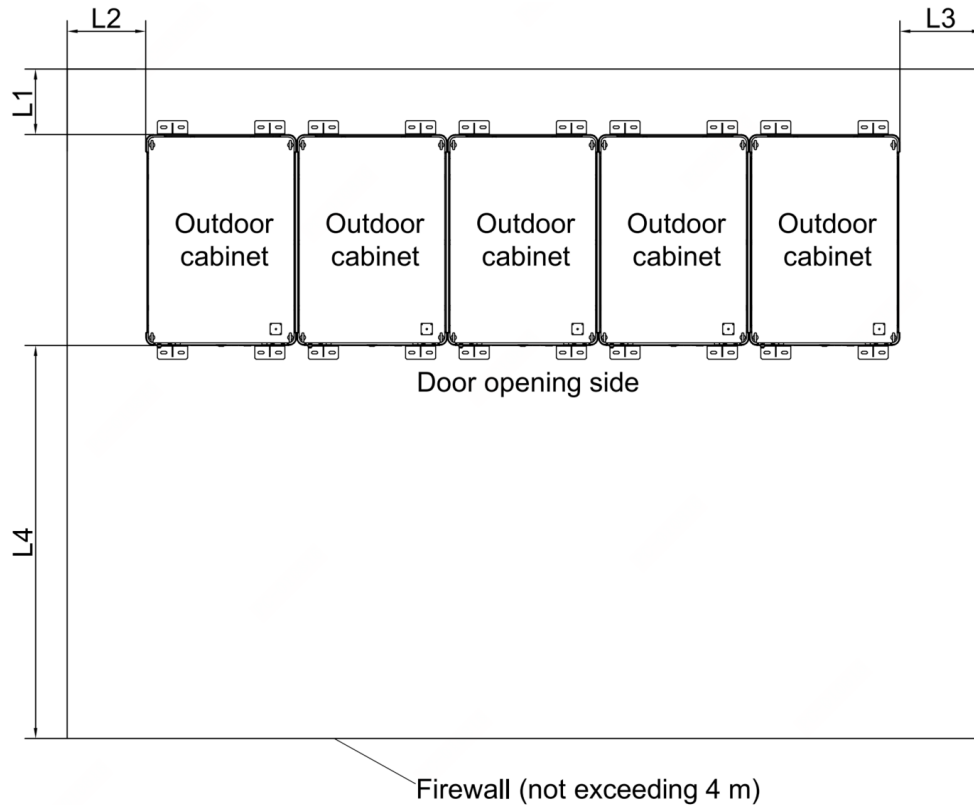 L2
L3
L1
Outdoor
cabinet
Outdoor
cabinet
Outdoor
cabinet
Outdoor
cabinet
Outdoor
cabinet
Door opening side
L4
Firewall (not exceeding 4 m)